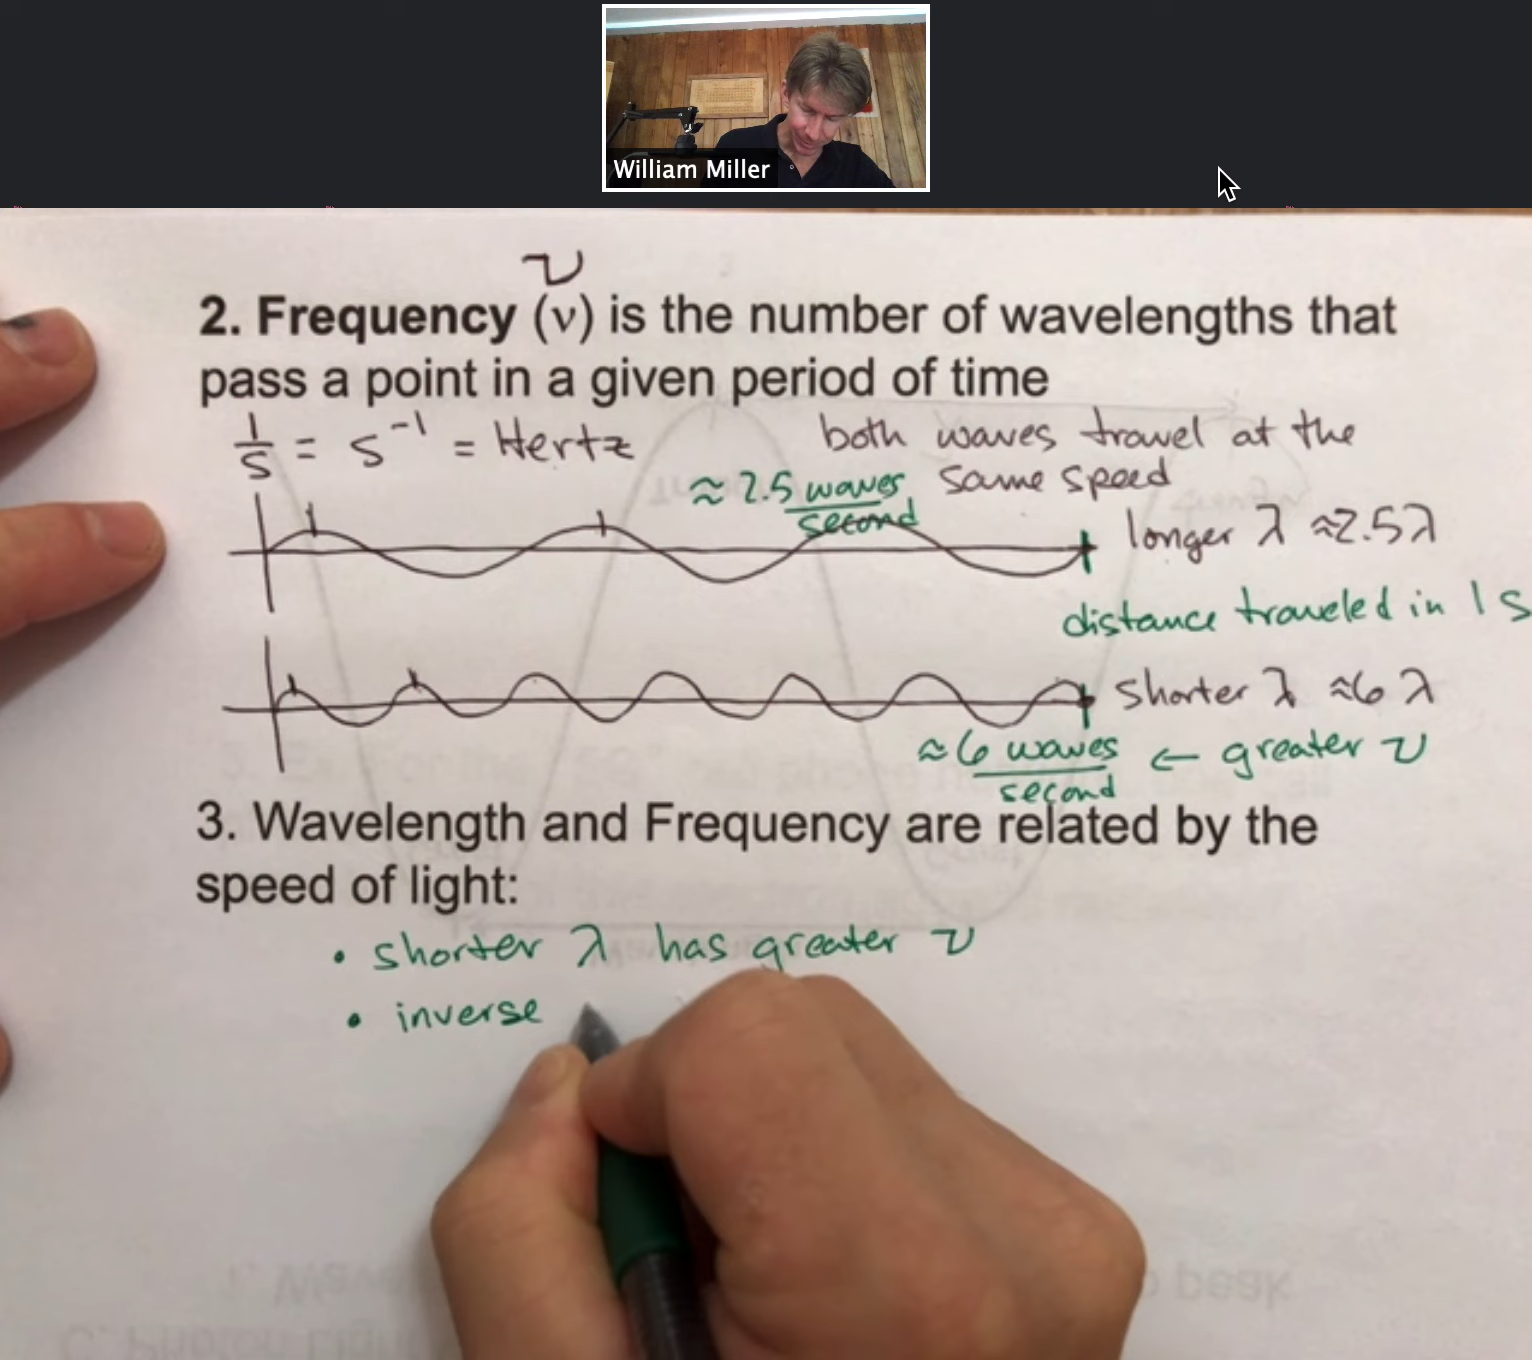 William Miller
ν
2. Frequency (ν) is the number of wavelengths that
pass a point in a given period of time
1/s = s⁻¹ = Hertz
both waves travel at the
same speed
≈ 2.5 waves
second
longer λ ≈2.5λ
distance traveled in 1 s
shorter λ ≈6 λ
≈ 6 waves ← greater ν
second
3. Wavelength and Frequency are related by the
speed of light:
• shorter λ has greater ν
• inverse